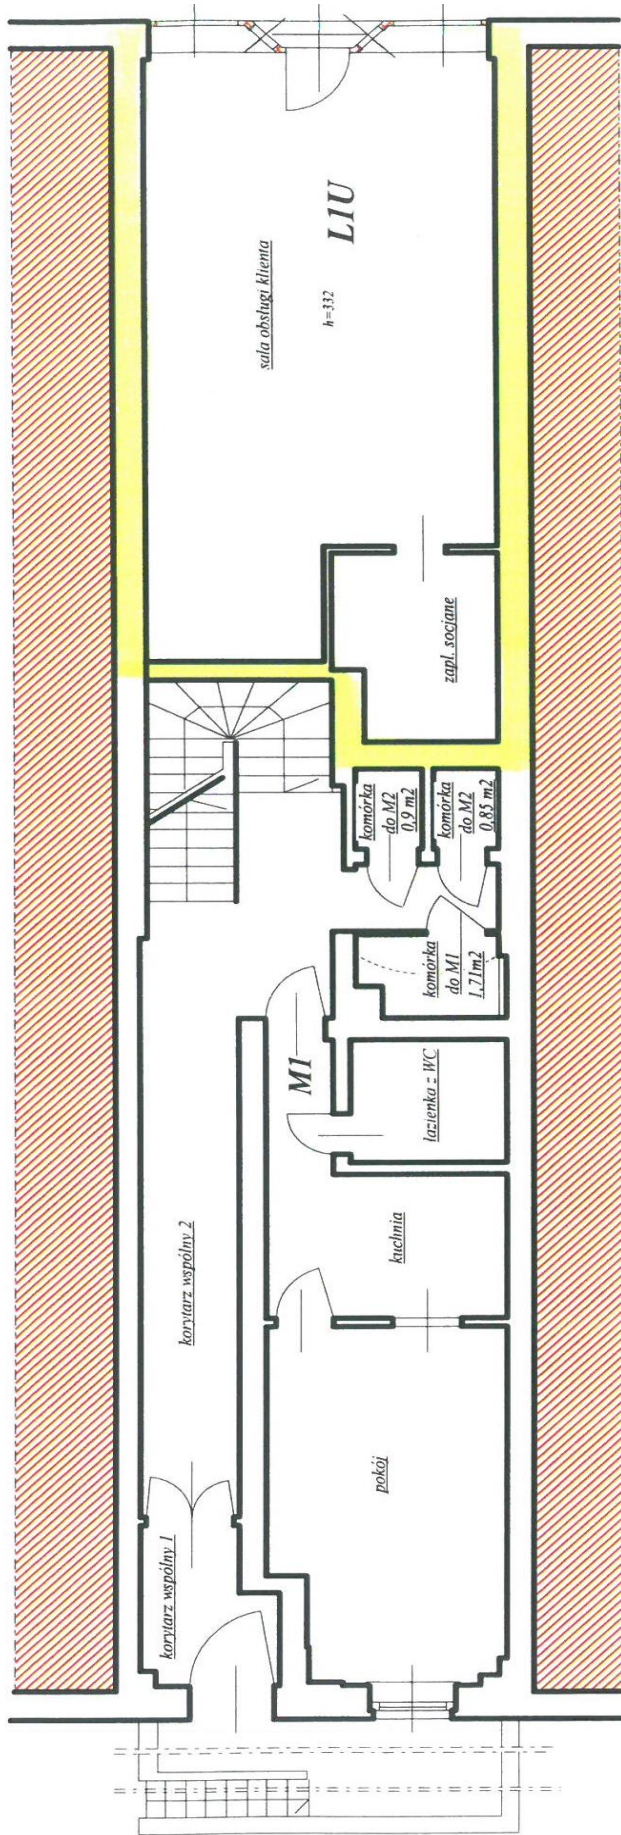 sala obsługi klienta
h=332
L1U
zapl. socjane
komórka
do M2
0,9 m2
komórka
do M2
0,85 m2
komórka
do M1
1,71m2
M1
łazienka z WC
kuchnia
korytarz wspólny 2
pokój
korytarz wspólny 1